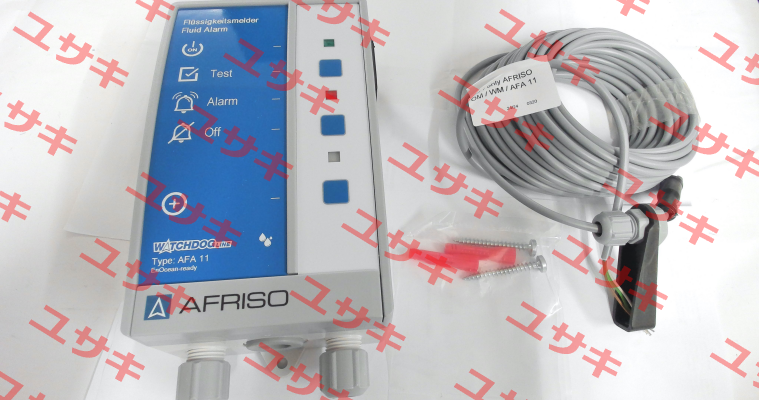 Flüssigkeitsmelder
Fluid Alarm
ON
Test
Alarm
Off
WATCHDOG LINE
Type: AFA 11
EnOcean-ready
AFRISO
only AFRISO
/ WM / AFA 11
ユサキ